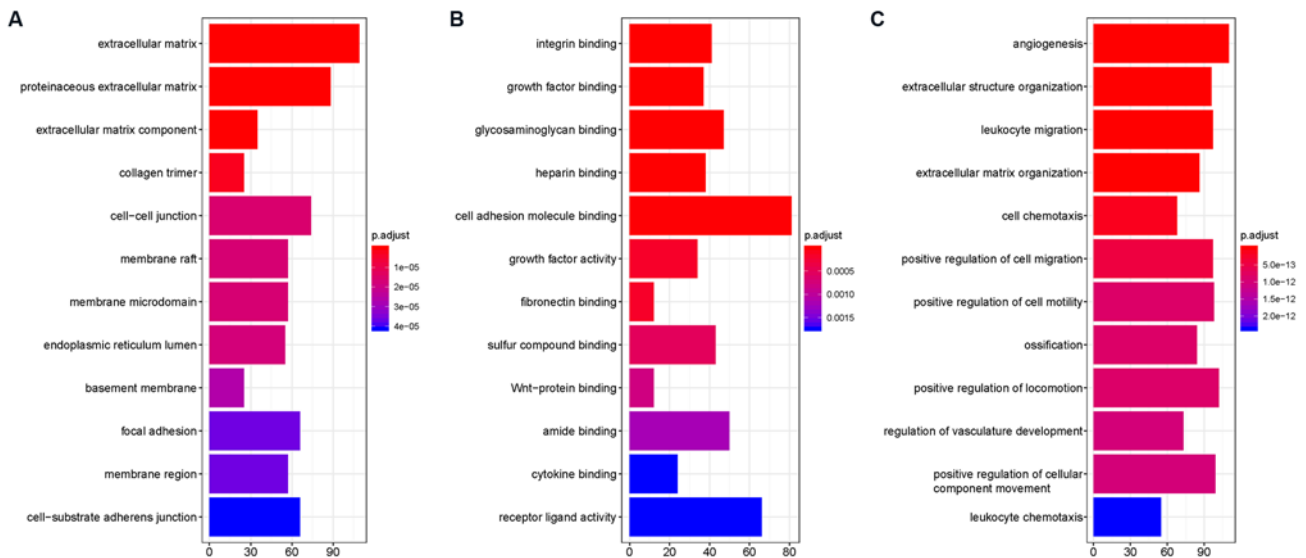 A
extracellular matrix
proteinaceous extracellular matrix
extracellular matrix component
collagen trimer
cell−cell junction
membrane raft
membrane microdomain
endoplasmic reticulum lumen
basement membrane
focal adhesion
membrane region
cell−substrate adherens junction
0 30 60 90
p.adjust
1e−05
2e−05
3e−05
4e−05
B
integrin binding
growth factor binding
glycosaminoglycan binding
heparin binding
cell adhesion molecule binding
growth factor activity
fibronectin binding
sulfur compound binding
Wnt−protein binding
amide binding
cytokine binding
receptor ligand activity
0 20 40 60 80
p.adjust
0.0005
0.0010
0.0015
C
angiogenesis
extracellular structure organization
leukocyte migration
extracellular matrix organization
cell chemotaxis
positive regulation of cell migration
positive regulation of cell motility
ossification
positive regulation of locomotion
regulation of vasculature development
positive regulation of cellular
component movement
leukocyte chemotaxis
0 30 60 90
p.adjust
5.0e−13
1.0e−12
1.5e−12
2.0e−12